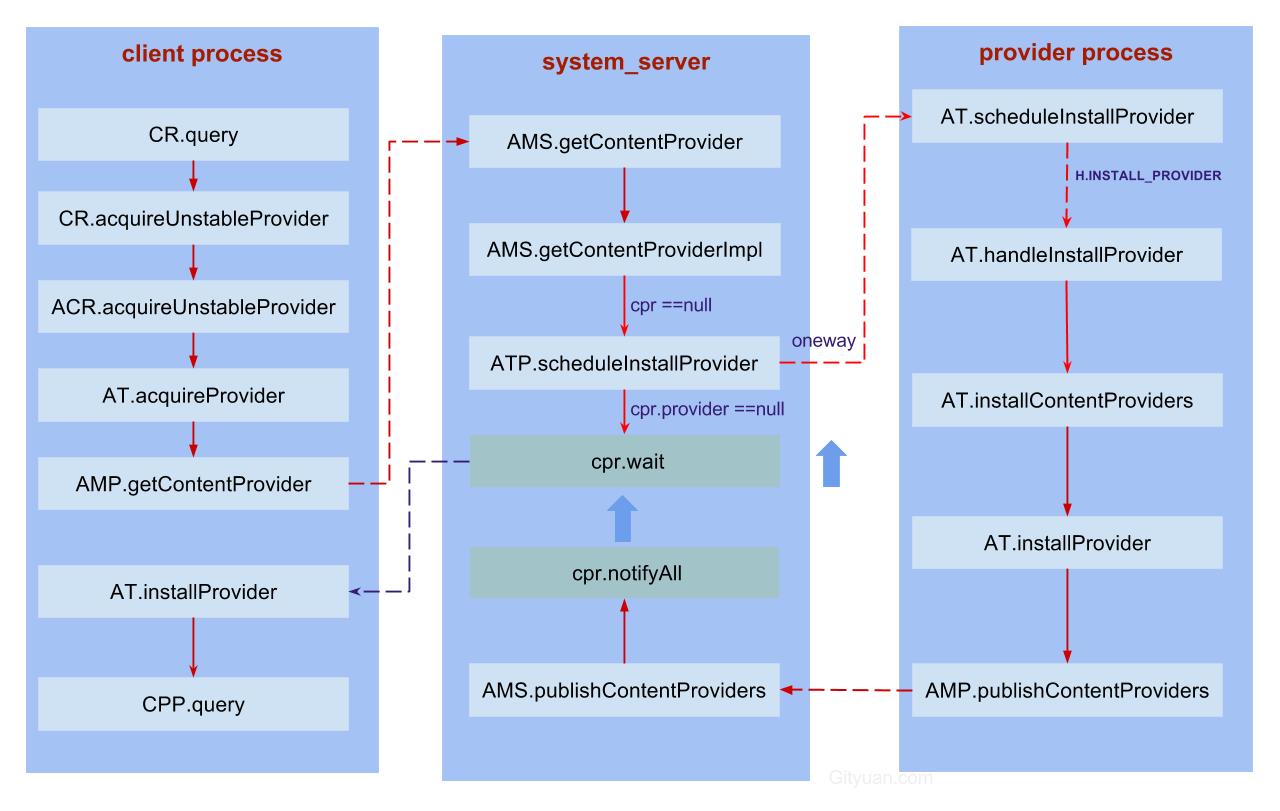 client process
CR.query
CR.acquireUnstableProvider
ACR.acquireUnstableProvider
AT.acquireProvider
AMP.getContentProvider
AT.installProvider
CPP.query
system_server
AMS.getContentProvider
AMS.getContentProviderImpl
cpr ==null
ATP.scheduleInstallProvider
oneway
cpr.provider ==null
cpr.wait
cpr.notifyAll
AMS.publishContentProviders
provider process
AT.scheduleInstallProvider
H.INSTALL_PROVIDER
AT.handleInstallProvider
AT.installContentProviders
AT.installProvider
AMP.publishContentProviders
Gityuan.com